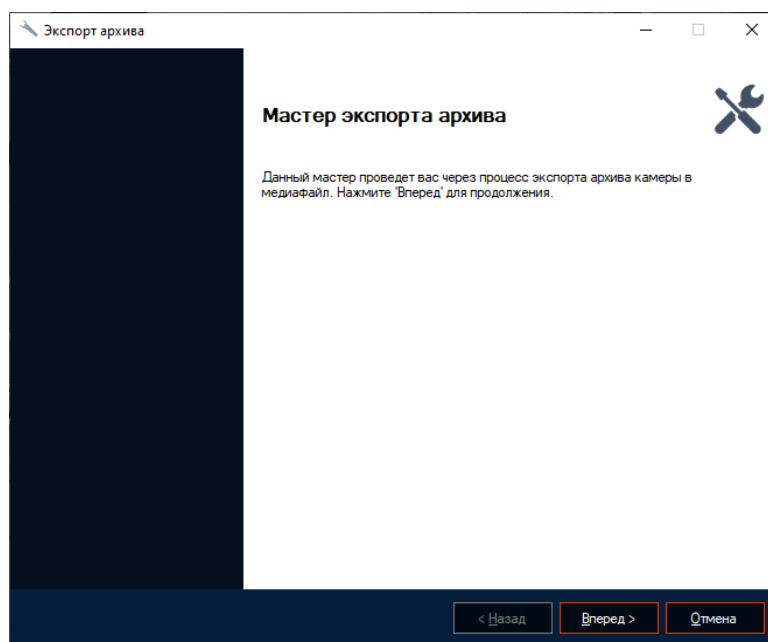 Экспорт архива
Мастер экспорта архива
Данный мастер проведет вас через процесс экспорта архива камеры в
медиафайл. Нажмите 'Вперед' для продолжения.
< Назад
Вперед >
Отмена